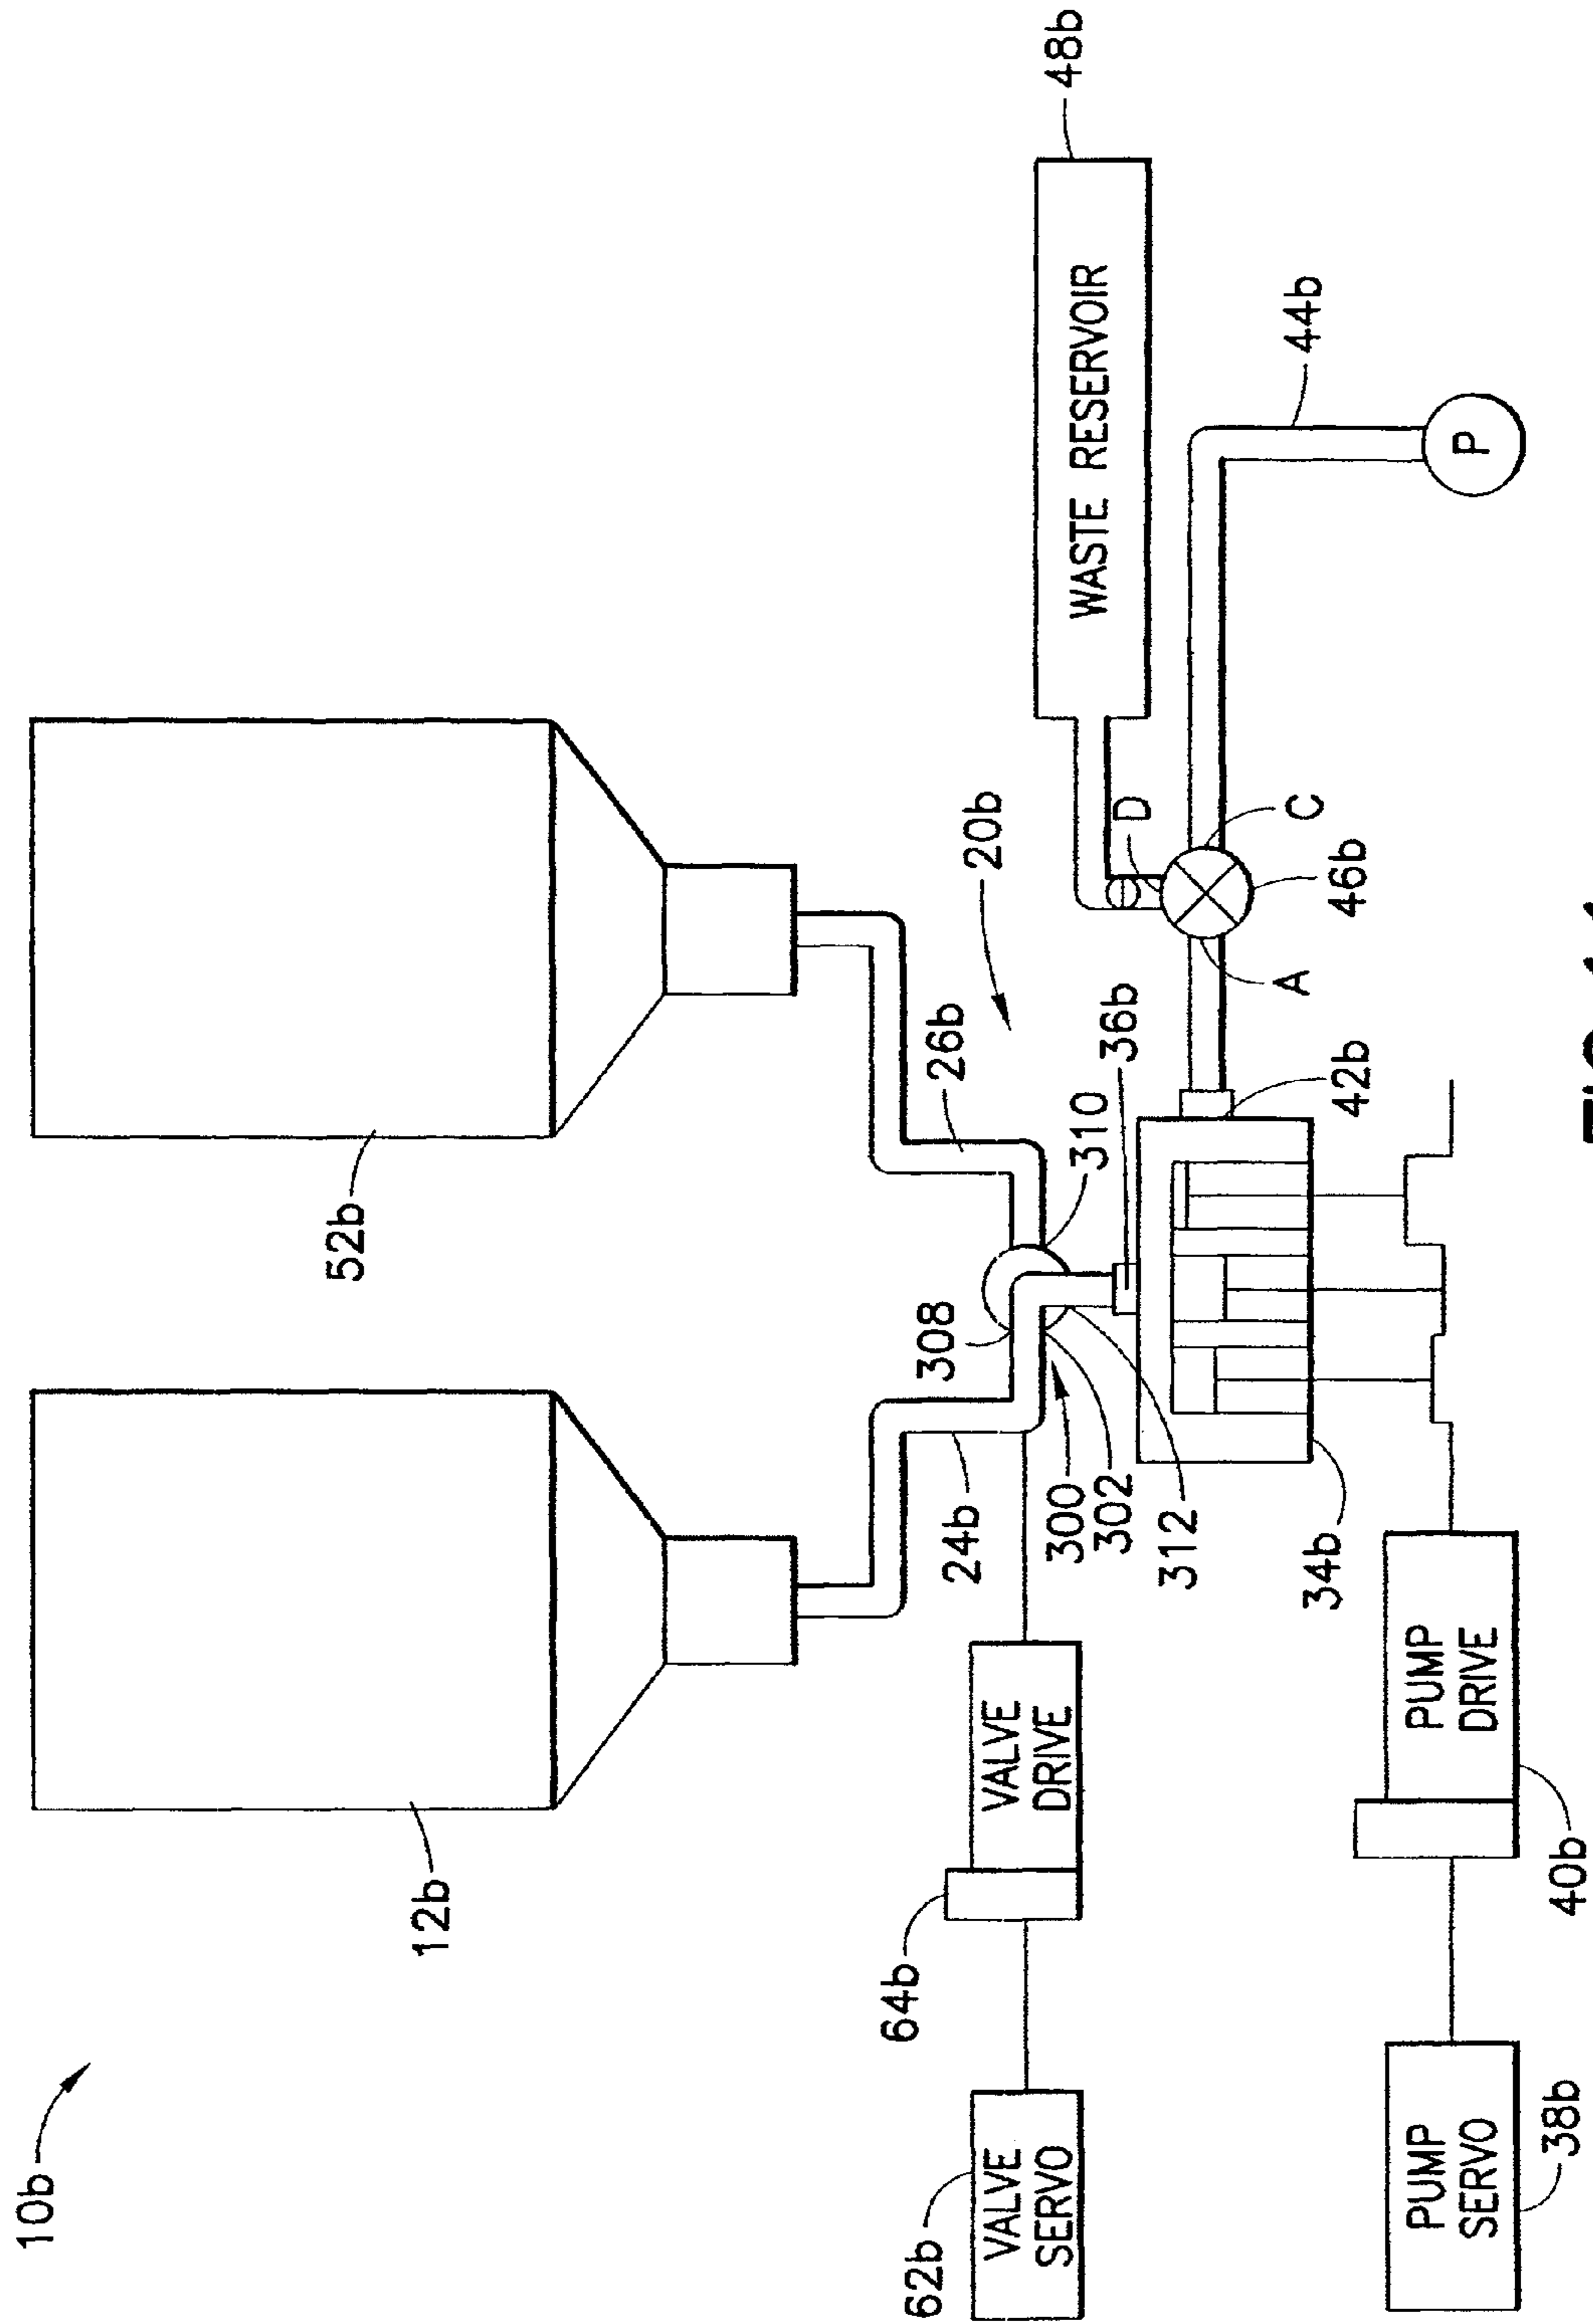 10b
52b
12b
20b
48b
26b
308
310
36b
D
WASTE RESERVOIR
64b
24b
62b
VALVE
SERVO
VALVE
DRIVE
300
302
312
A
C
44b
42b
46b
34b
P
PUMP
SERVO
PUMP
DRIVE
38b
40b